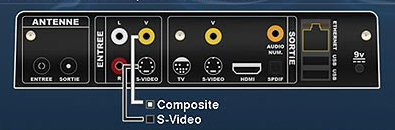 ANTENNE
ENTREE
SORTIE
ENTREE
L
V
R
S-VIDEO
TV
V
S-VIDEO
HDMI
AUDIO
NUM.
SPDIF
SORTIE
ETHERNET
USB
USB
9v
Composite
S-Video